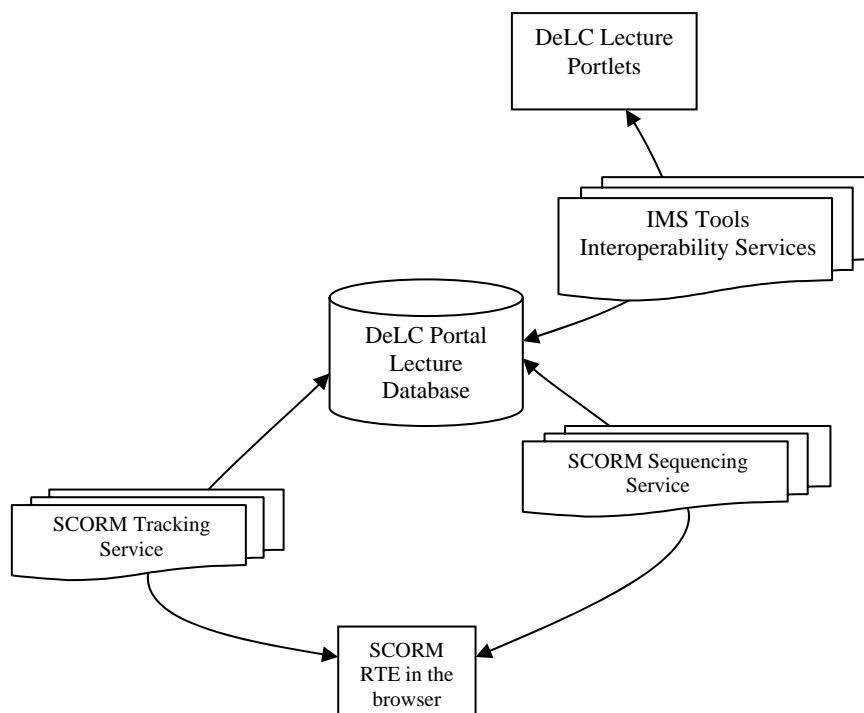 DeLC Lecture
Portlets
IMS Tools
Interoperability Services
DeLC Portal
Lecture
Database
SCORM Sequencing
Service
SCORM Tracking
Service
SCORM
RTE in the
browser